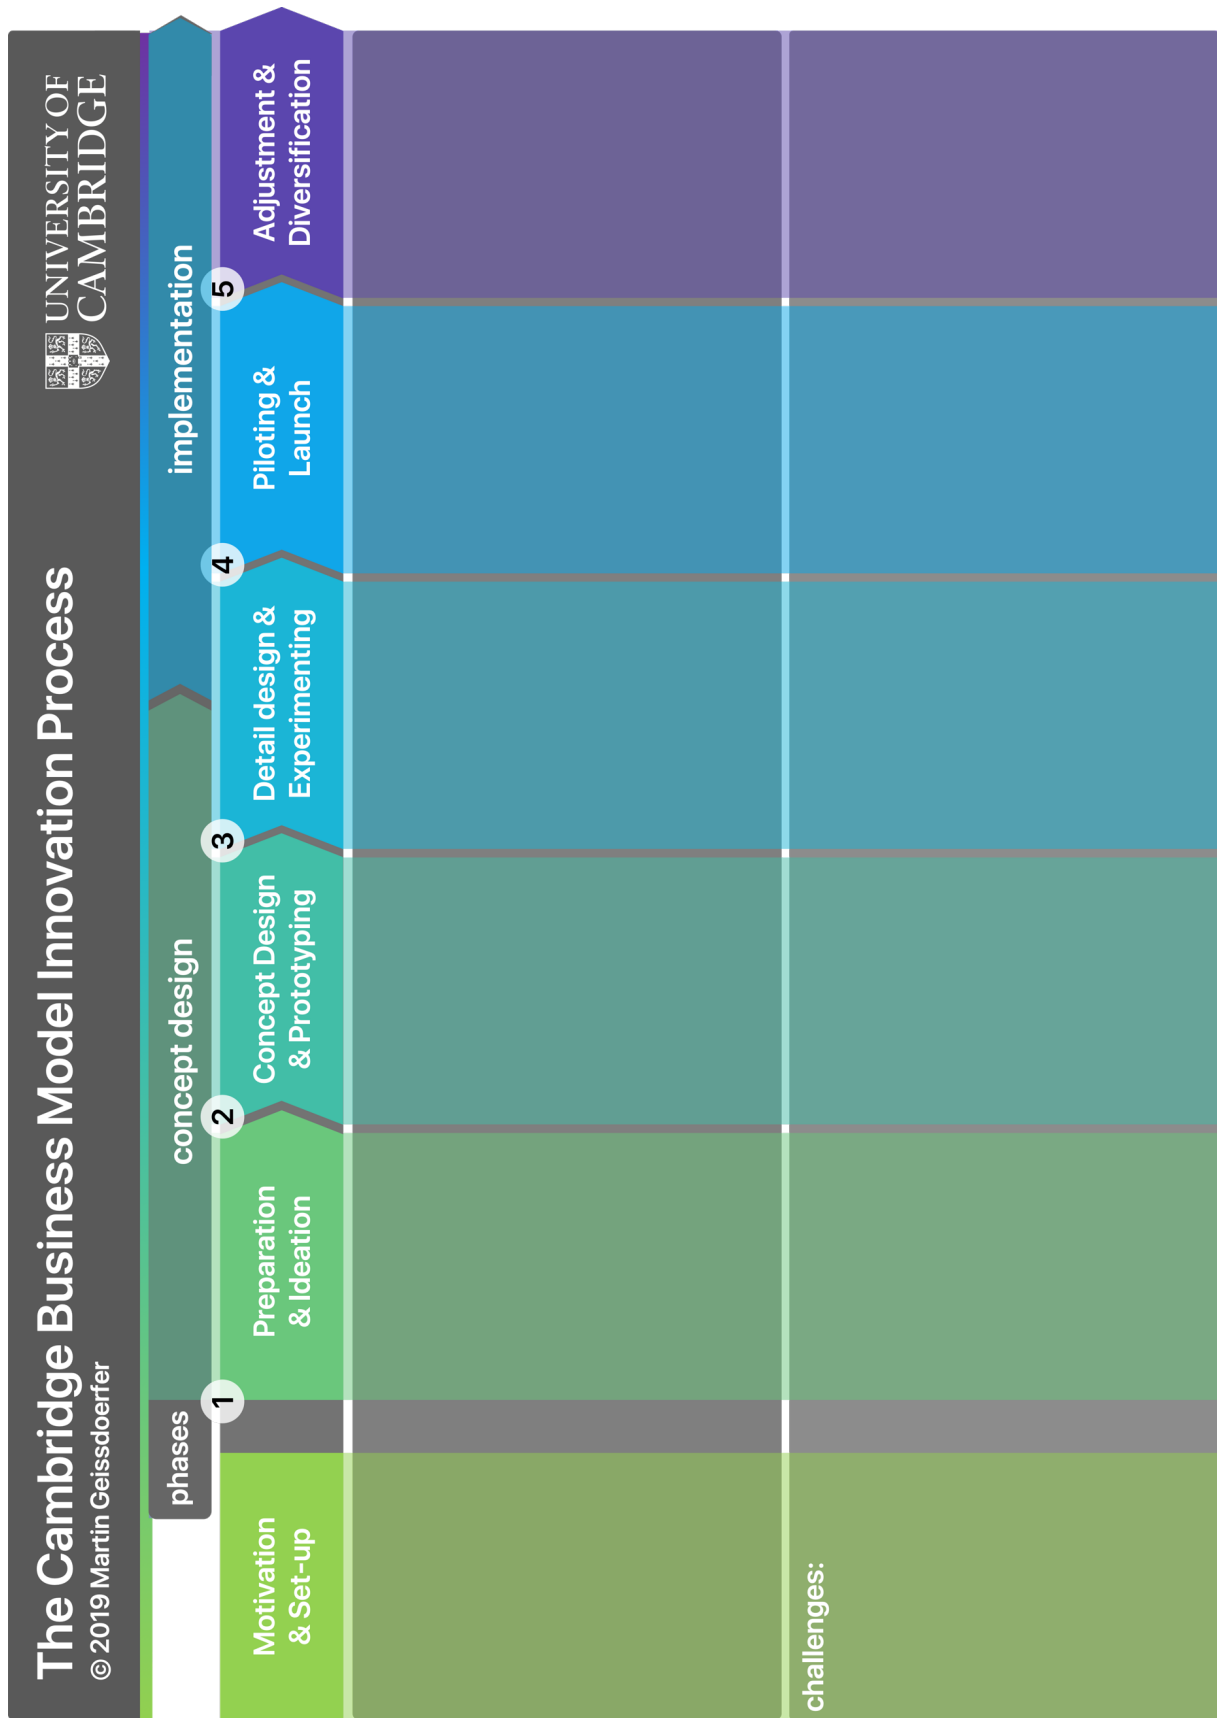 The Cambridge Business Model Innovation Process
© 2019 Martin Geissdoerfer
UNIVERSITY OF
CAMBRIDGE
phases
concept design
implementation
1
2
3
4
5
Motivation
& Set-up
Preparation
& Ideation
Concept Design
& Prototyping
Detail design &
Experimenting
Piloting &
Launch
Adjustment &
Diversification
challenges: